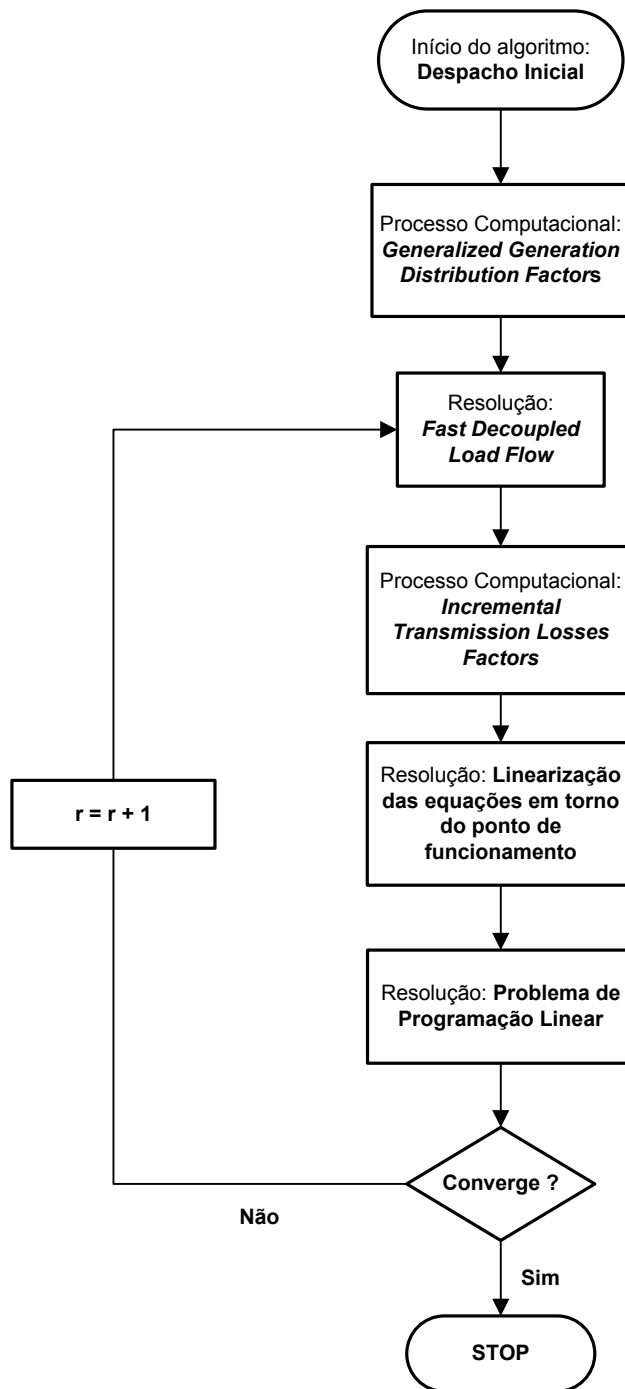 Início do algoritmo:
Despacho Inicial
Processo Computacional:
Generalized Generation
Distribution Factors
Resolução:
Fast Decoupled
Load Flow
Processo Computacional:
Incremental
Transmission Losses
Factors
Resolução: Linearização
das equações em torno
do ponto de
funcionamento
r = r + 1
Resolução: Problema de
Programação Linear
Converge ?
Não
Sim
STOP